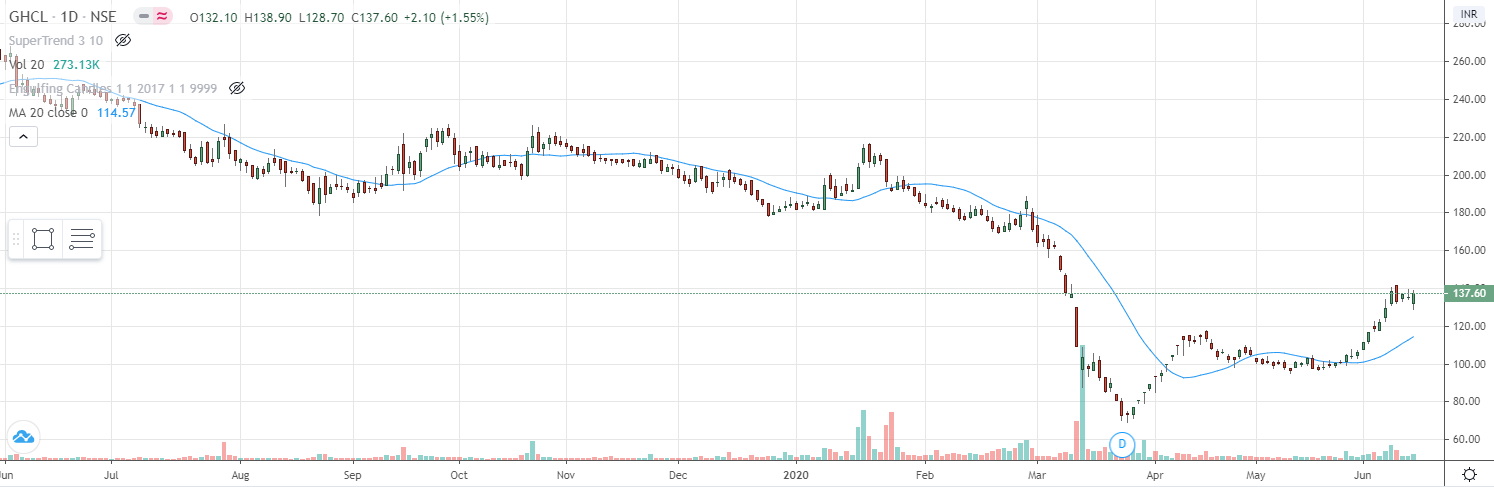 GHCL · 1D · NSE O132.10 H138.90 L128.70 C137.60 +2.10 (+1.55%)
SuperTrend 3 10
Vol 20 273.13K
Engulfing Candles 1 1 2017 1 1 9999
MA 20 close 0 114.57
INR
280.00
260.00
240.00
220.00
200.00
180.00
160.00
137.60
120.00
100.00
80.00
60.00
D
Jun Jul Aug Sep Oct Nov Dec 2020 Feb Mar Apr May Jun